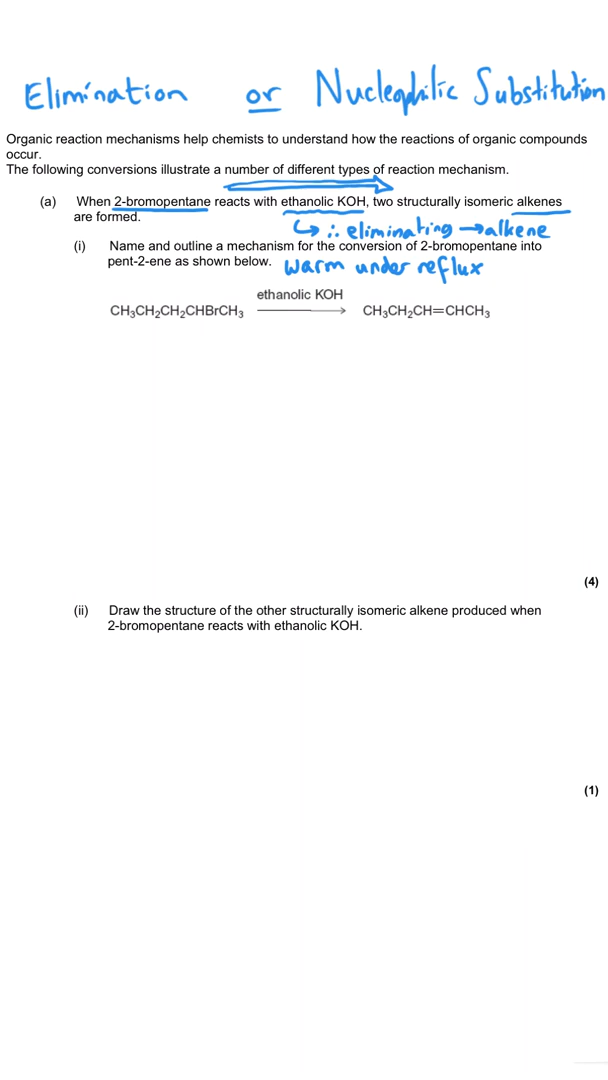 Elimination or Nucleophilic Substitution
Organic reaction mechanisms help chemists to understand how the reactions of organic compounds
occur.
The following conversions illustrate a number of different types of reaction mechanism.
(a) When 2-bromopentane reacts with ethanolic KOH, two structurally isomeric alkenes
are formed.
↳ ∴ eliminating → alkene
(i) Name and outline a mechanism for the conversion of 2-bromopentane into
pent-2-ene as shown below. warm under reflux
ethanolic KOH
CH₃CH₂CH₂CHBrCH₃ → CH₃CH₂CH=CHCH₃
(4)
(ii) Draw the structure of the other structurally isomeric alkene produced when
2-bromopentane reacts with ethanolic KOH.
(1)